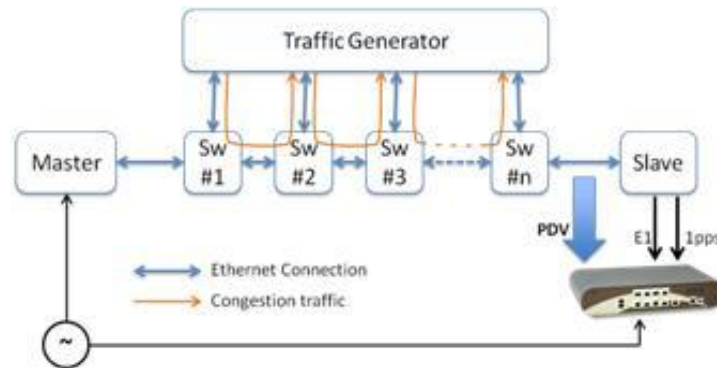 Traffic Generator
Master
Sw #1
Sw #2
Sw #3
Sw #n
Slave
PDV
E1
1pps
Ethernet Connection
Congestion traffic
~